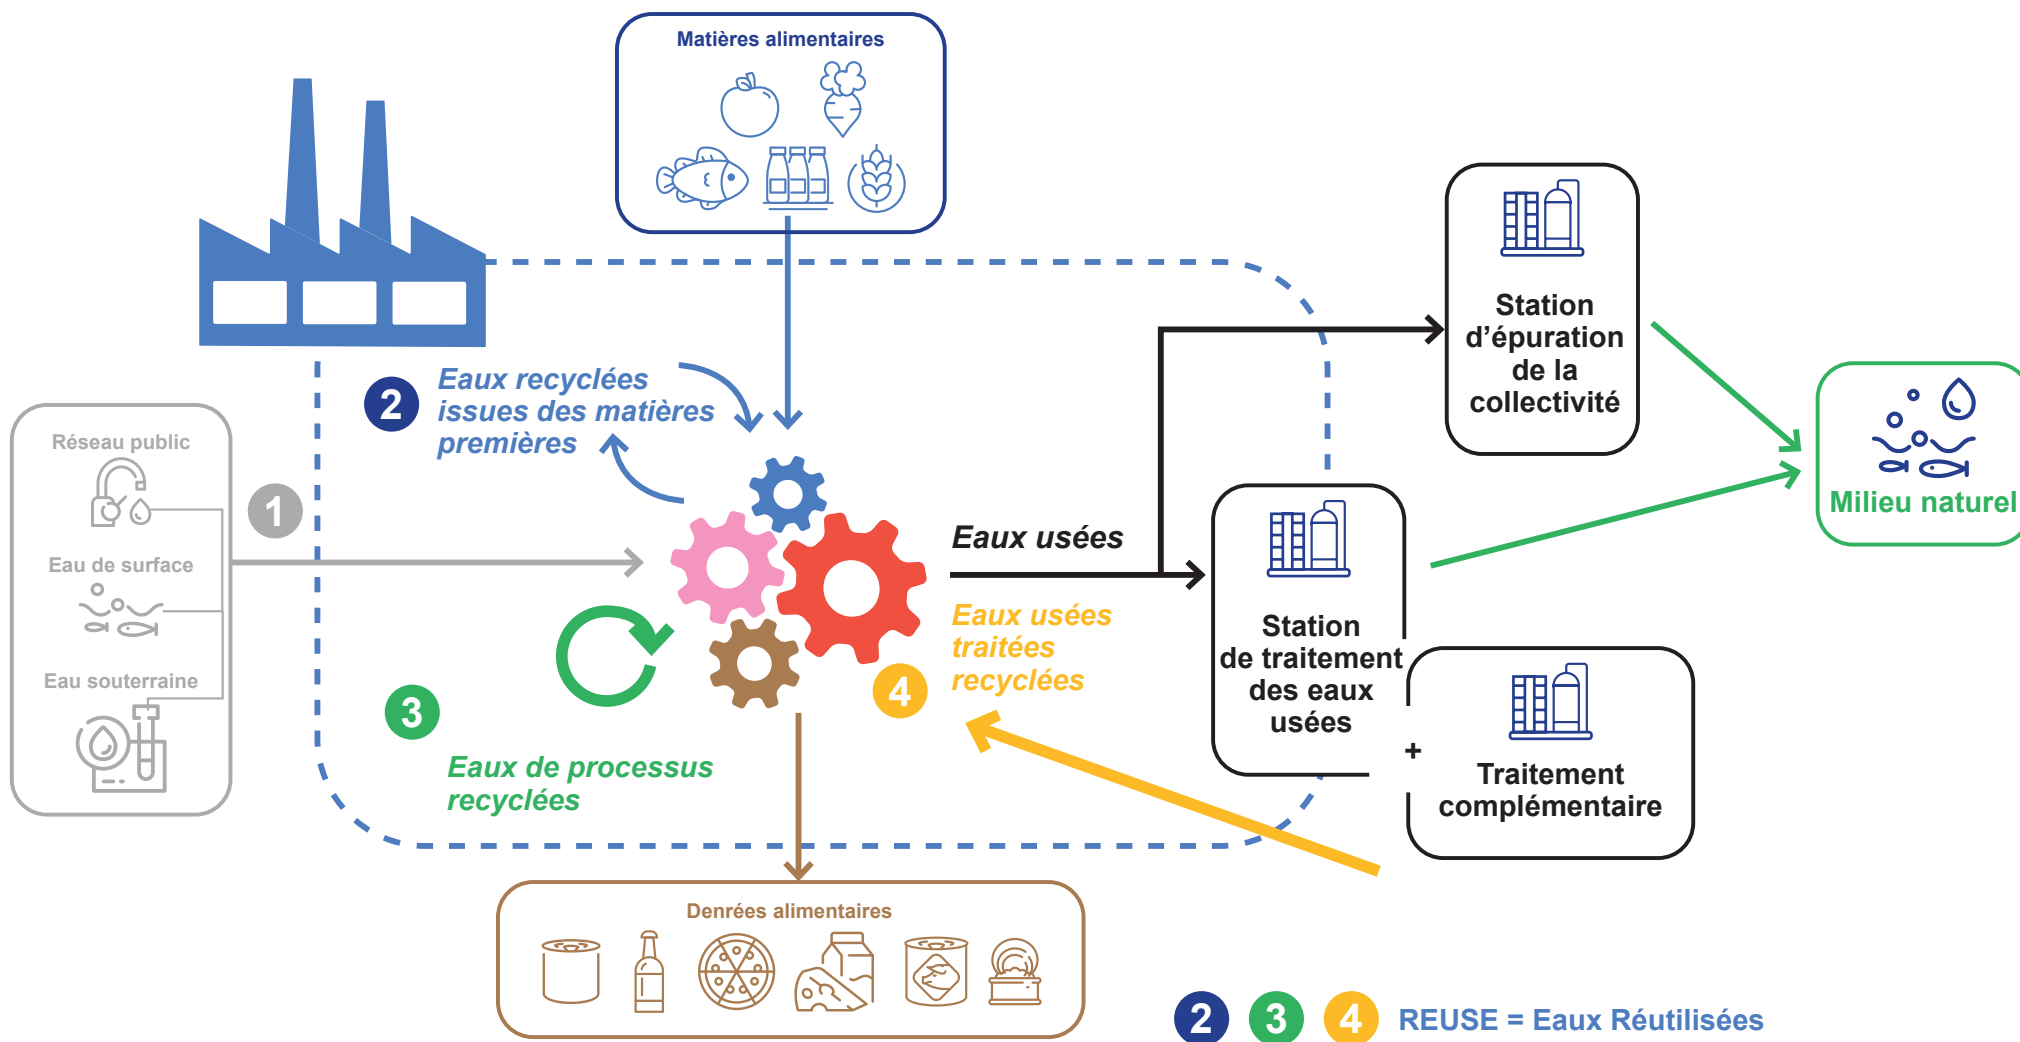 Matières alimentaires
2
Eaux recyclées
issues des matières
premières
Réseau public
1
Eau de surface
Eau souterraine
3
Eaux de processus
recyclées
Eaux usées
Eaux usées
traitées
recyclées
4
Station
d’épuration
de la
collectivité
Station
de traitement
des eaux
usées
+
Traitement
complémentaire
Milieu naturel
Denrées alimentaires
2 3 4 REUSE = Eaux Réutilisées